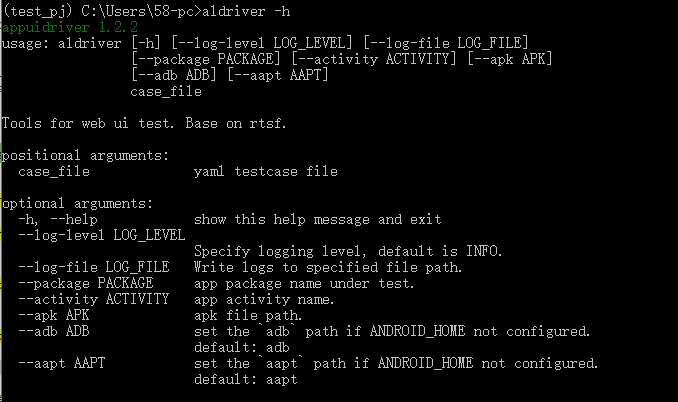 (test_pj) C:\Users\58-pc>aldriver -h
appuidriver 1.2.2
usage: aldriver [-h] [--log-level LOG_LEVEL] [--log-file LOG_FILE]
[--package PACKAGE] [--activity ACTIVITY] [--apk APK]
[--adb ADB] [--aapt AAPT]
case_file
Tools for web ui test. Base on rtsf.
positional arguments:
case_file yaml testcase file
optional arguments:
-h, --help show this help message and exit
--log-level LOG_LEVEL
Specify logging level, default is INFO.
--log-file LOG_FILE Write logs to specified file path.
--package PACKAGE app package name under test.
--activity ACTIVITY app activity name.
--apk APK apk file path.
--adb ADB set the `adb` path if ANDROID_HOME not configured.
default: adb
--aapt AAPT set the `aapt` path if ANDROID_HOME not configured.
default: aapt